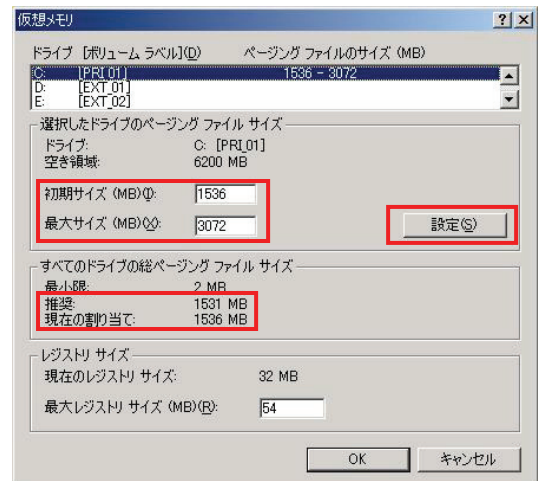 仮想メモリ
ドライブ [ボリューム ラベル](D) ページング ファイルのサイズ (MB)
C: [PRI_01] 1536 - 3072
D: [EXT_01]
E: [EXT_02]
選択したドライブのページング ファイル サイズ
ドライブ: C: [PRI_01]
空き領域: 6200 MB
初期サイズ (MB)(I): 1536
最大サイズ (MB)(X): 3072
設定(S)
すべてのドライブの総ページング ファイル サイズ
最小限: 2 MB
推奨: 1531 MB
現在の割り当て: 1536 MB
レジストリ サイズ
現在のレジストリ サイズ: 32 MB
最大レジストリ サイズ (MB)(R): 54
OK キャンセル